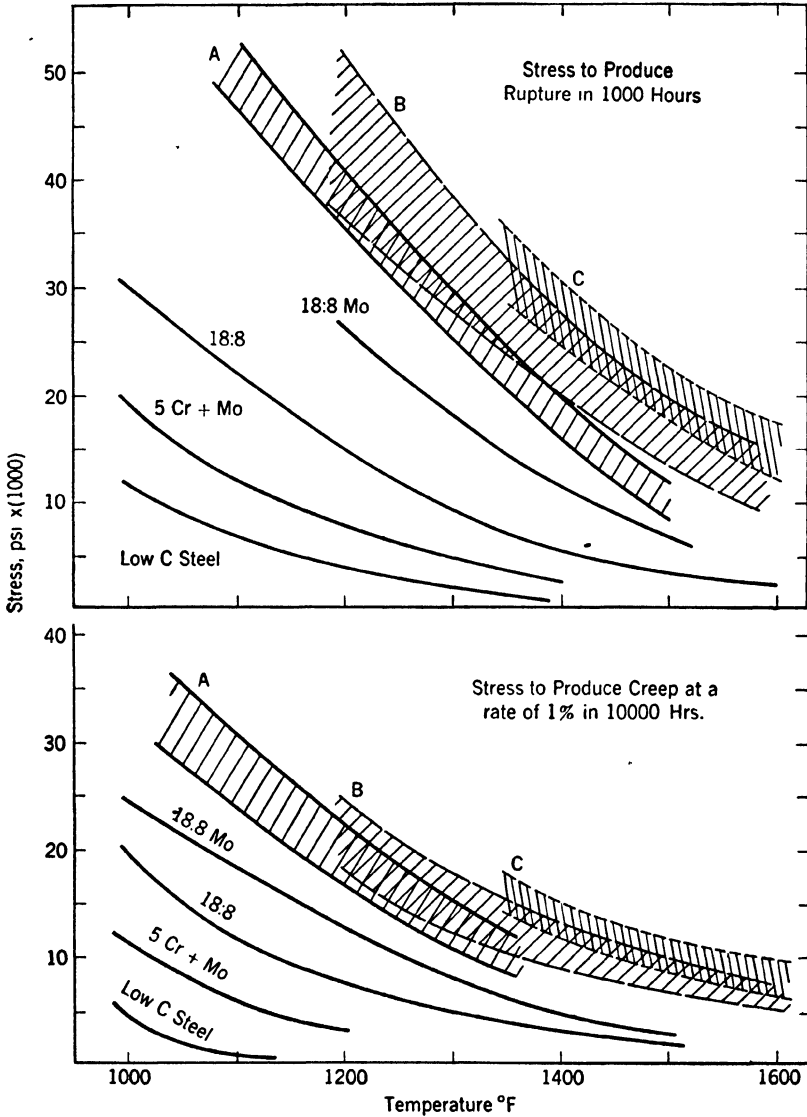 A
B
Stress to Produce
Rupture in 1000 Hours
50
40
C
30
18:8 Mo
18:8
20
5 Cr + Mo
10
Low C Steel
Stress, psi x(1000)
40
A
Stress to Produce Creep at a
rate of 1% in 10000 Hrs.
30
B
18.8 Mo
20
C
18:8
10
5 Cr + Mo
Low C Steel
1000
1200
1400
1600
Temperature °F